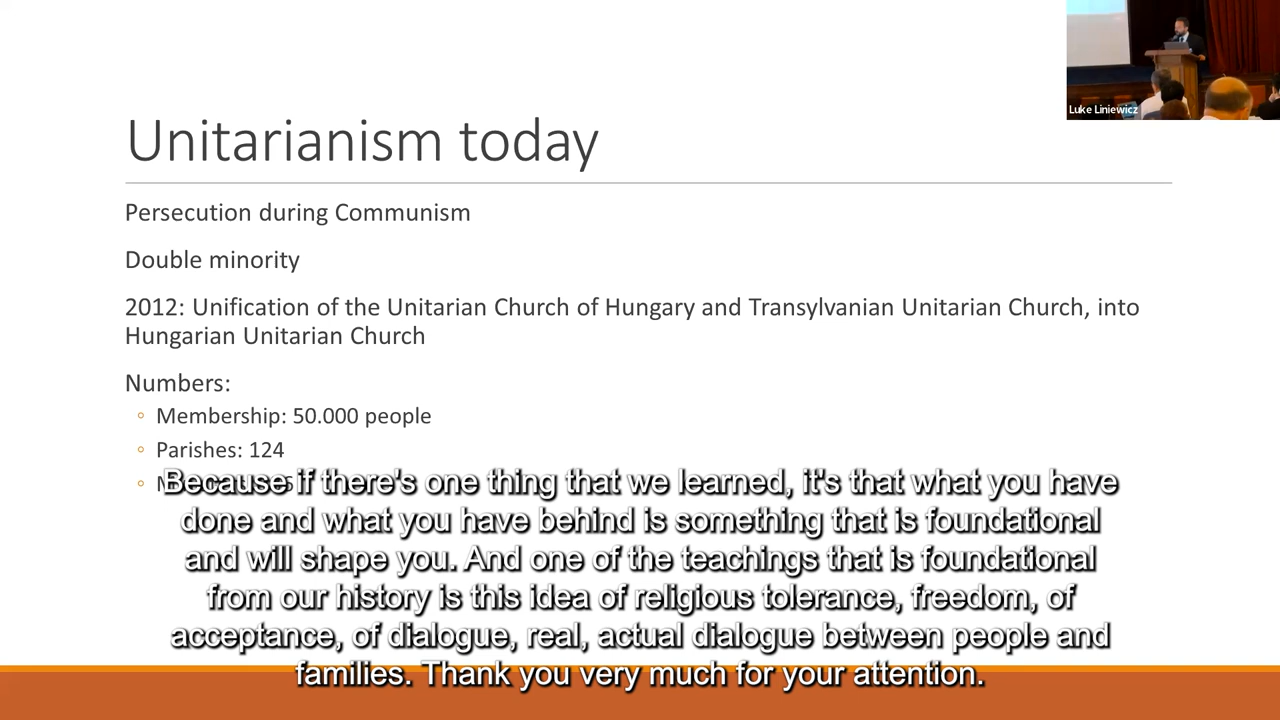 Luke Liniewicz
Unitarianism today
Persecution during Communism
Double minority
2012: Unification of the Unitarian Church of Hungary and Transylvanian Unitarian Church, into
Hungarian Unitarian Church
Numbers:
Membership: 50.000 people
Parishes: 124
Because if there's one thing that we learned, it's that what you have
done and what you have behind is something that is foundational
and will shape you. And one of the teachings that is foundational
from our history is this idea of religious tolerance, freedom, of
acceptance, of dialogue, real, actual dialogue between people and
families. Thank you very much for your attention.